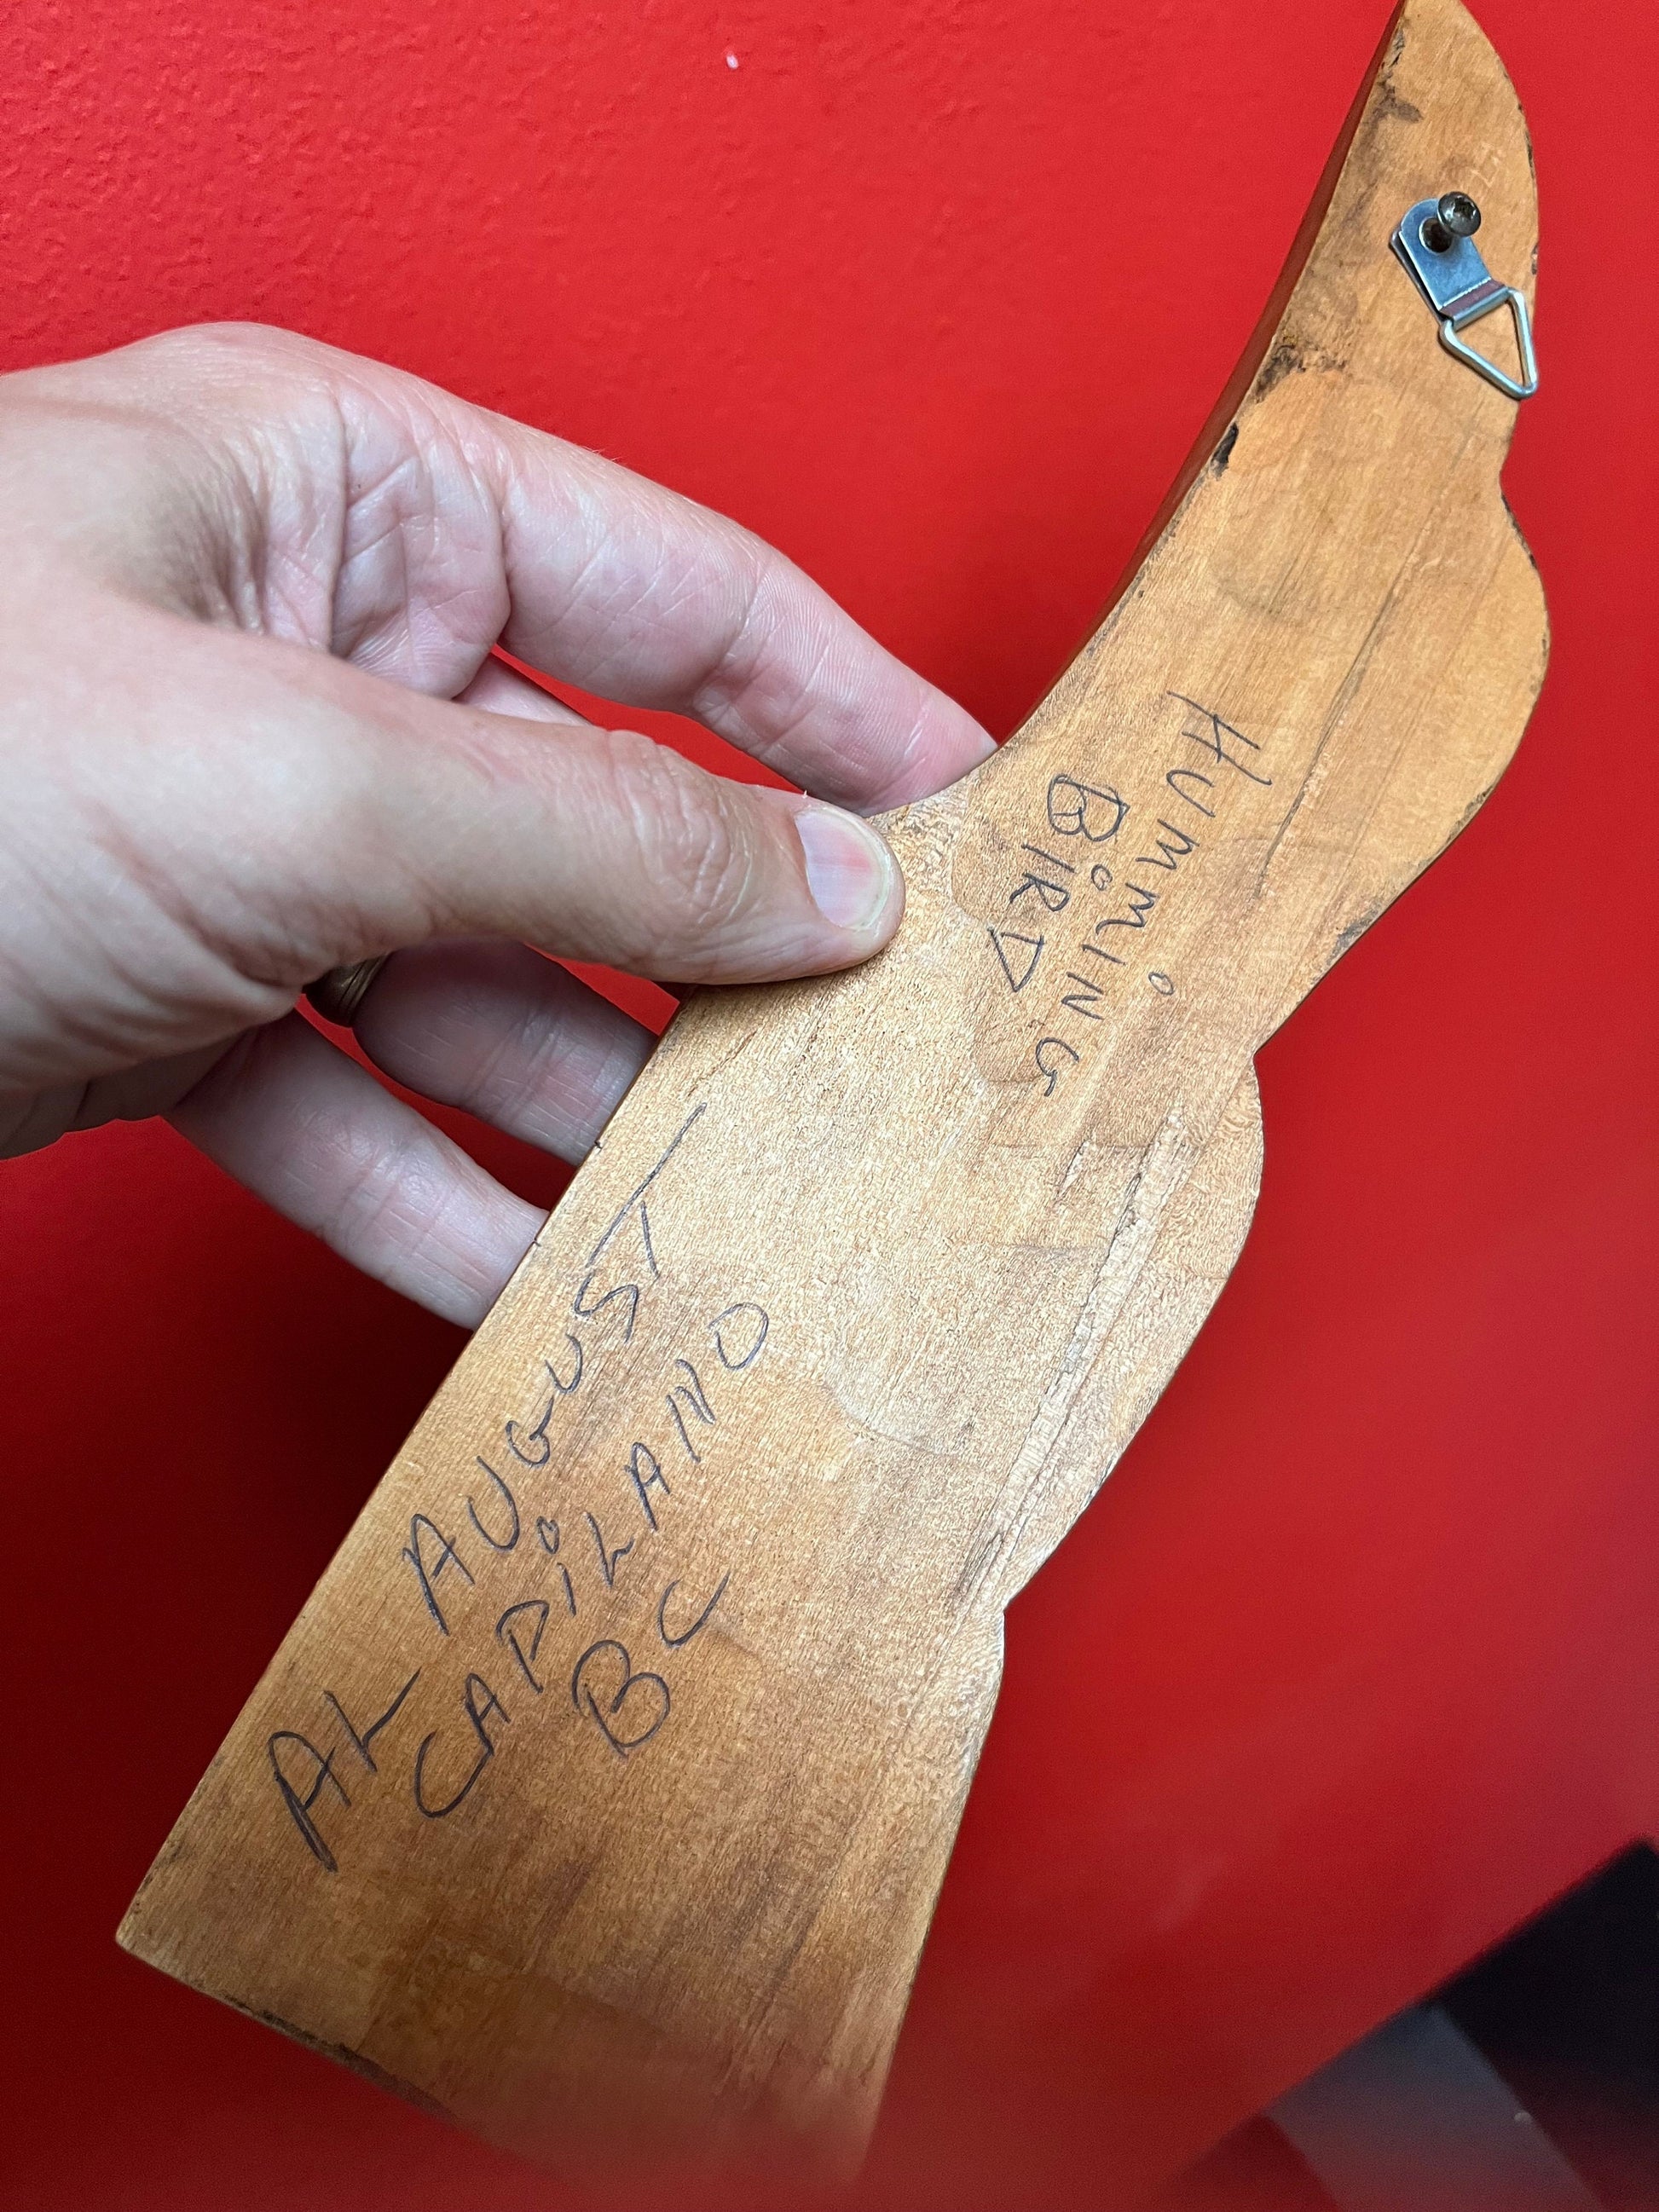 HUMMING
BIRD
AL AUGUST
CAPILANO
BC